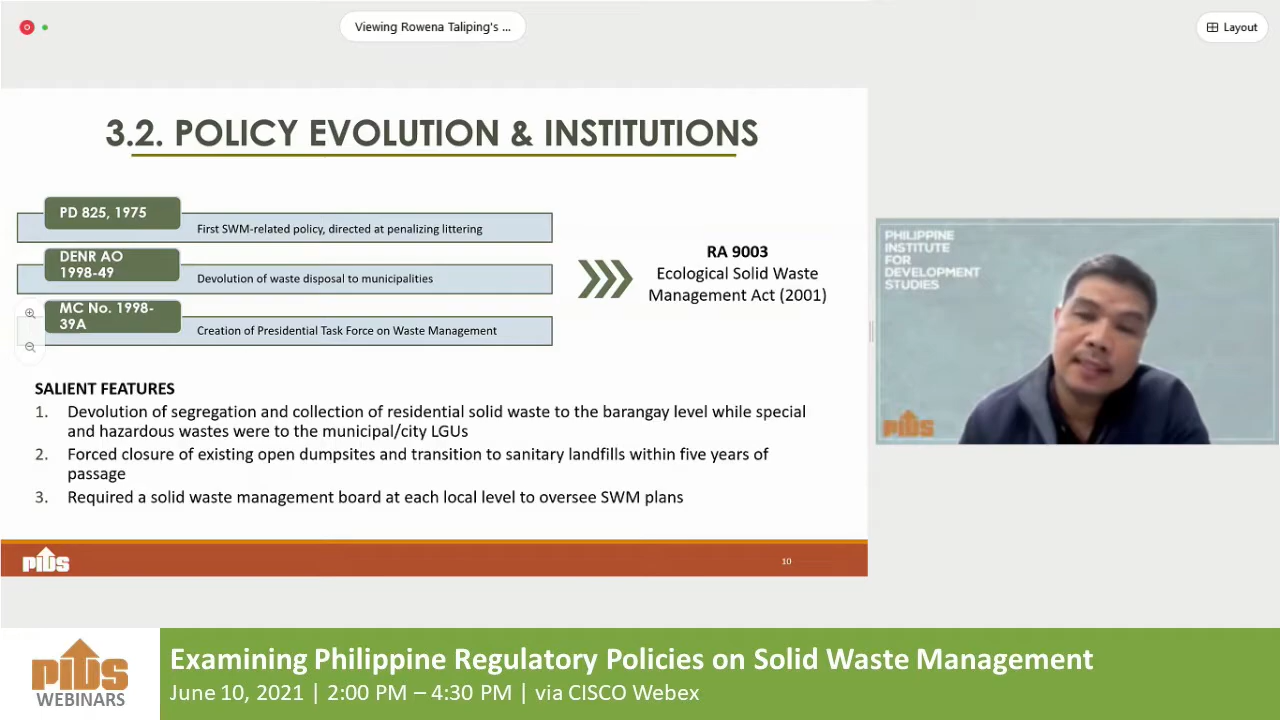 Viewing Rowena Taliping's ...
Layout
3.2. POLICY EVOLUTION & INSTITUTIONS
PD 825, 1975
First SWM-related policy, directed at penalizing littering
DENR AO
1998-49
Devolution of waste disposal to municipalities
MC No. 1998-
39A
Creation of Presidential Task Force on Waste Management
RA 9003
Ecological Solid Waste
Management Act (2001)
SALIENT FEATURES
1. Devolution of segregation and collection of residential solid waste to the barangay level while special
and hazardous wastes were to the municipal/city LGUs
2. Forced closure of existing open dumpsites and transition to sanitary landfills within five years of
passage
3. Required a solid waste management board at each local level to oversee SWM plans
PIDS
10
PHILIPPINE
INSTITUTE
FOR
DEVELOPMENT
STUDIES
PIDS
PIDS
WEBINARS
Examining Philippine Regulatory Policies on Solid Waste Management
June 10, 2021 | 2:00 PM – 4:30 PM | via CISCO Webex